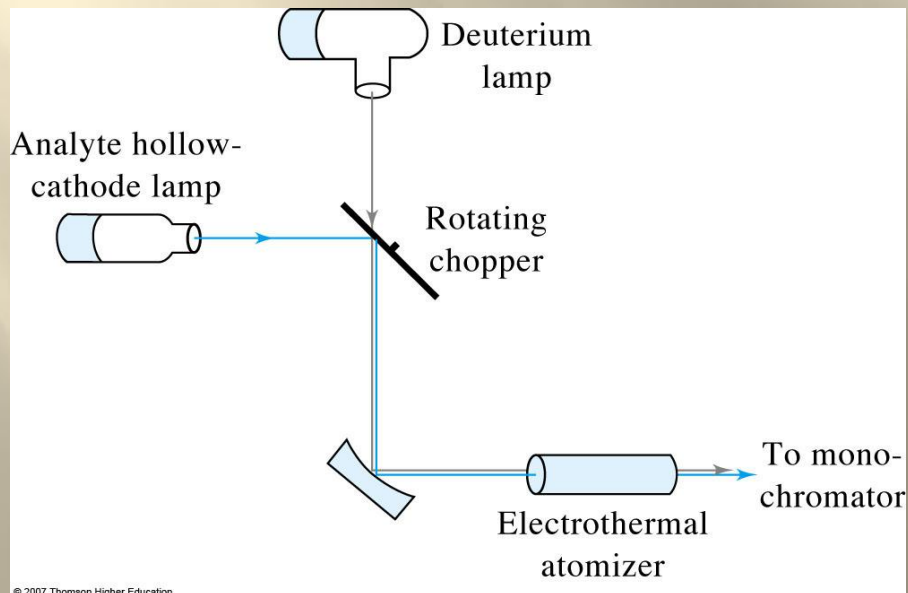 Deuterium
lamp
Analyte hollow-
cathode lamp
Rotating
chopper
To mono-
chromator
Electrothermal
atomizer
© 2007 Thomson Higher Education